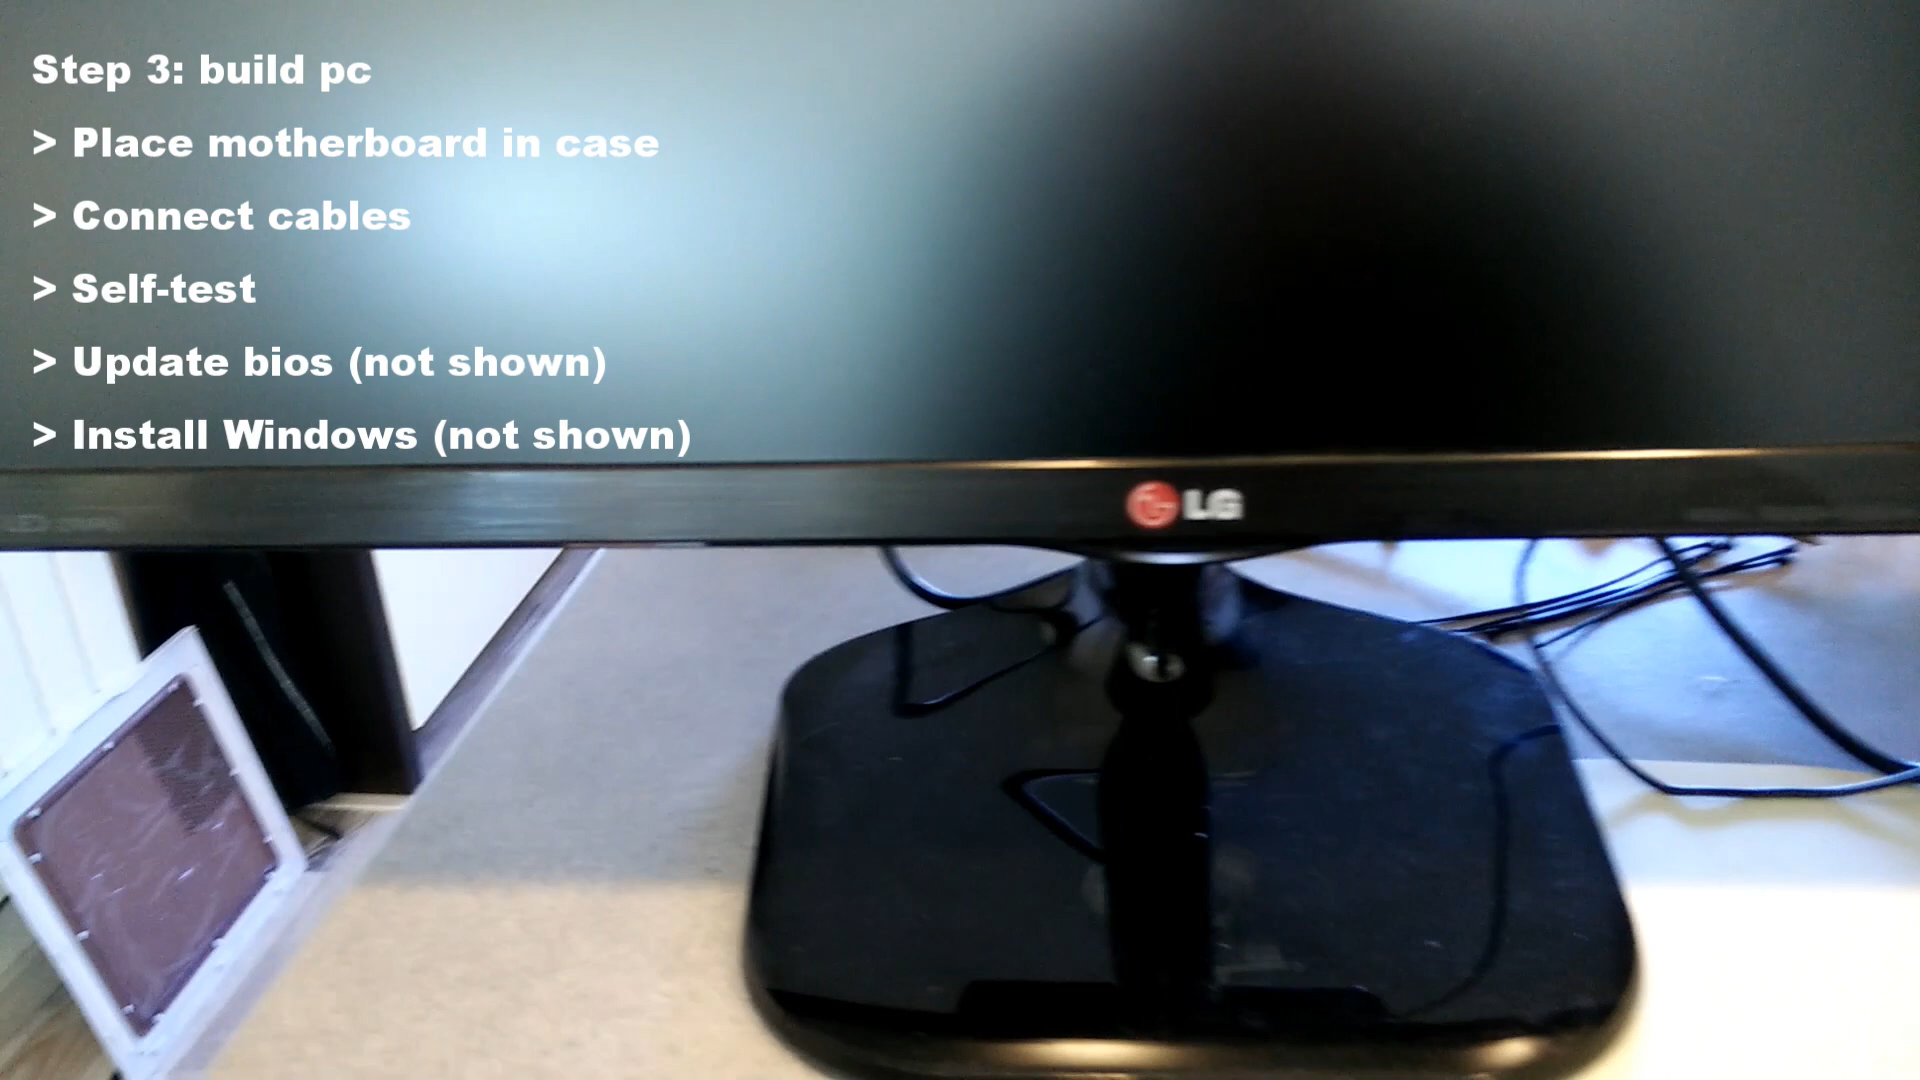 Step 3: build pc
> Place motherboard in case
> Connect cables
> Self-test
> Update bios (not shown)
> Install Windows (not shown)
LG